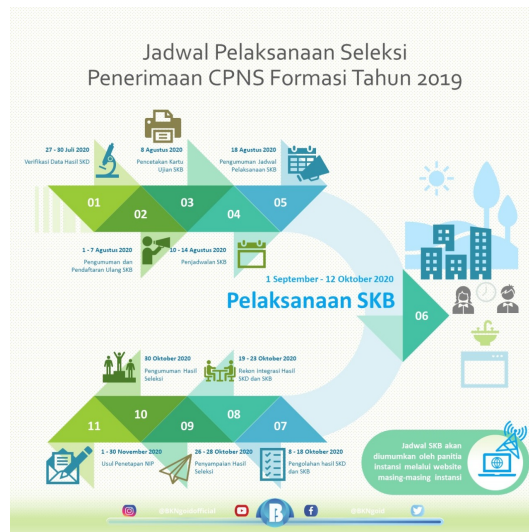 Jadwal Pelaksanaan Seleksi
Penerimaan CPNS Formasi Tahun 2019
27 - 30 Juli 2020
Verifikasi Data Hasil SKD
8 Agustus 2020
Pencetakan Kartu
Ujian SKB
18 Agustus 2020
Pengumuman Jadwal
Pelaksanaan SKB
01
02
03
04
05
1 - 7 Agustus 2020
Pengumuman dan
Pendaftaran Ulang SKB
10 - 14 Agustus 2020
Penjadwalan SKB
1 September - 12 Oktober 2020
Pelaksanaan SKB
06
30 Oktober 2020
Pengumuman Hasil
Seleksi
19 - 23 Oktober 2020
Rekon Integrasi Hasil
SKD dan SKB
11
10
09
08
07
1 - 30 November 2020
Usul Penetapan NIP
26 - 28 Oktober 2020
Penyampaian Hasil
Seleksi
8 - 18 Oktober 2020
Pengolahan hasil SKD
dan SKB
Jadwal SKB akan
diumumkan oleh panitia
instansi melalui website
masing-masing instansi
@BKNgoidofficial
@BKNgoid